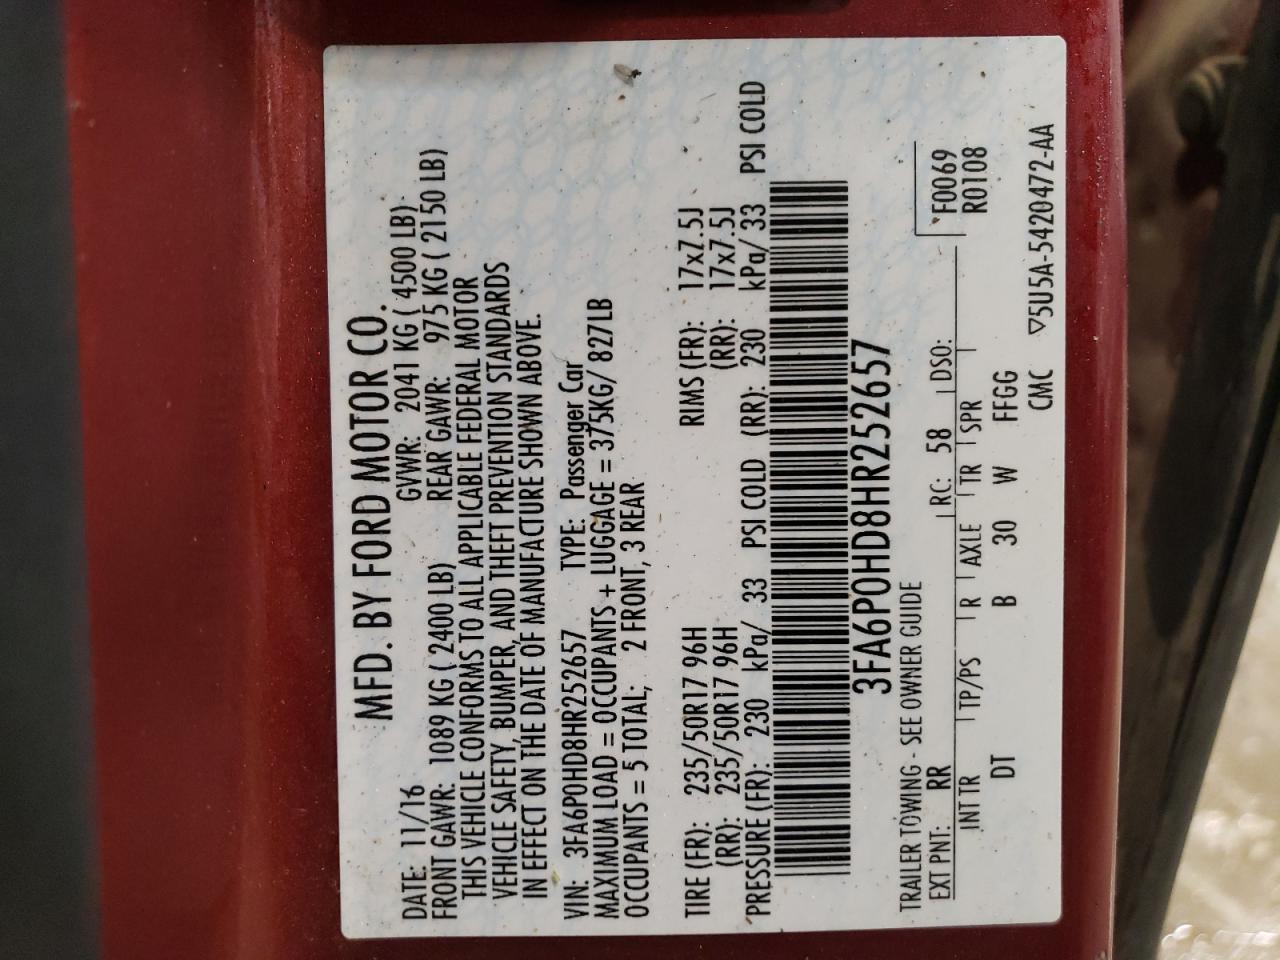 MFD. BY FORD MOTOR CO.
DATE: 11/16 GVWR: 2041 KG ( 4500 LB)
FRONT GAWR: 1089 KG ( 2400 LB) REAR GAWR: 975 KG ( 2150 LB)
THIS VEHICLE CONFORMS TO ALL APPLICABLE FEDERAL MOTOR
VEHICLE SAFETY, BUMPER, AND THEFT PREVENTION STANDARDS
IN EFFECT ON THE DATE OF MANUFACTURE SHOWN ABOVE.
VIN: 3FA6P0HD8HR252657 TYPE: Passenger Car
MAXIMUM LOAD = OCCUPANTS + LUGGAGE = 375KG/ 827LB
OCCUPANTS = 5 TOTAL; 2 FRONT, 3 REAR
TIRE (FR): 235/50R17 96H RIMS (FR): 17x7.5J
(RR): 235/50R17 96H (RR): 17x7.5J
PRESSURE (FR): 230 kPa/ 33 PSI COLD (RR): 230 kPa/ 33 PSI COLD
3FA6P0HD8HR252657
TRAILER TOWING - SEE OWNER GUIDE
EXT PNT: RR RC: 58 DSO: F0069
INT TR TP/PS R AXLE TR SPR R0108
DT B 30 W FFGG
CMC ▽5U5A-5420472-AA